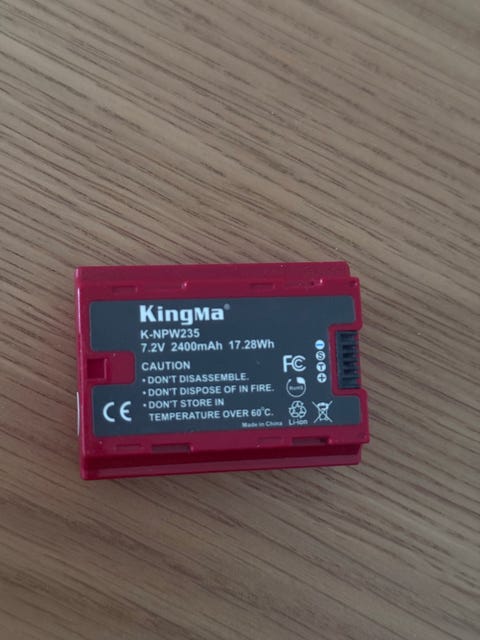 KingMa®
K-NPW235
7.2V 2400mAh 17.28Wh
CAUTION
• DON'T DISASSEMBLE.
• DON'T DISPOSE OF IN FIRE.
• DON'T STORE IN
TEMPERATURE OVER 60°C.
Made in China
CE
FC
RoHS
Li-ion
- S T +